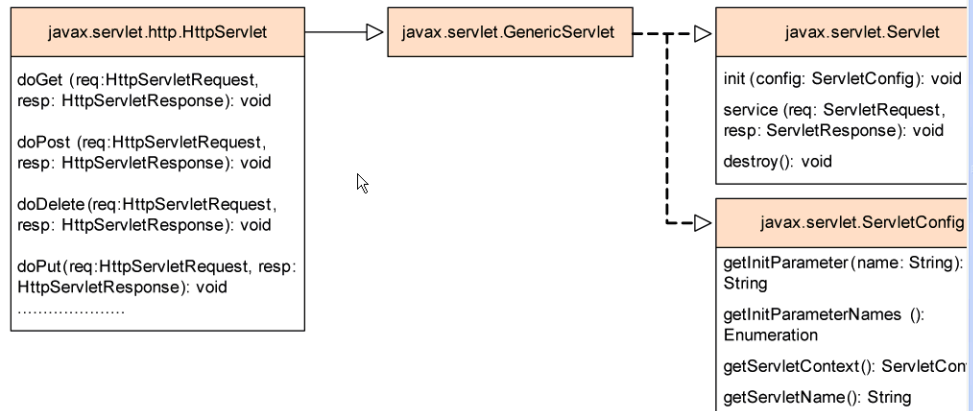 javax.servlet.http.HttpServlet
doGet (req:HttpServletRequest,
resp: HttpServletResponse): void
doPost (req:HttpServletRequest,
resp: HttpServletResponse): void
doDelete (req:HttpServletRequest,
resp: HttpServletResponse): void
doPut(req:HttpServletRequest, resp:
HttpServletResponse): void
.....................
javax.servlet.GenericServlet
javax.servlet.Servlet
init (config: ServletConfig): void
service (req: ServletRequest,
resp: ServletResponse): void
destroy(): void
javax.servlet.ServletConfig
getInitParameter (name: String):
String
getInitParameterNames ():
Enumeration
getServletContext(): ServletCon
getServletName(): String